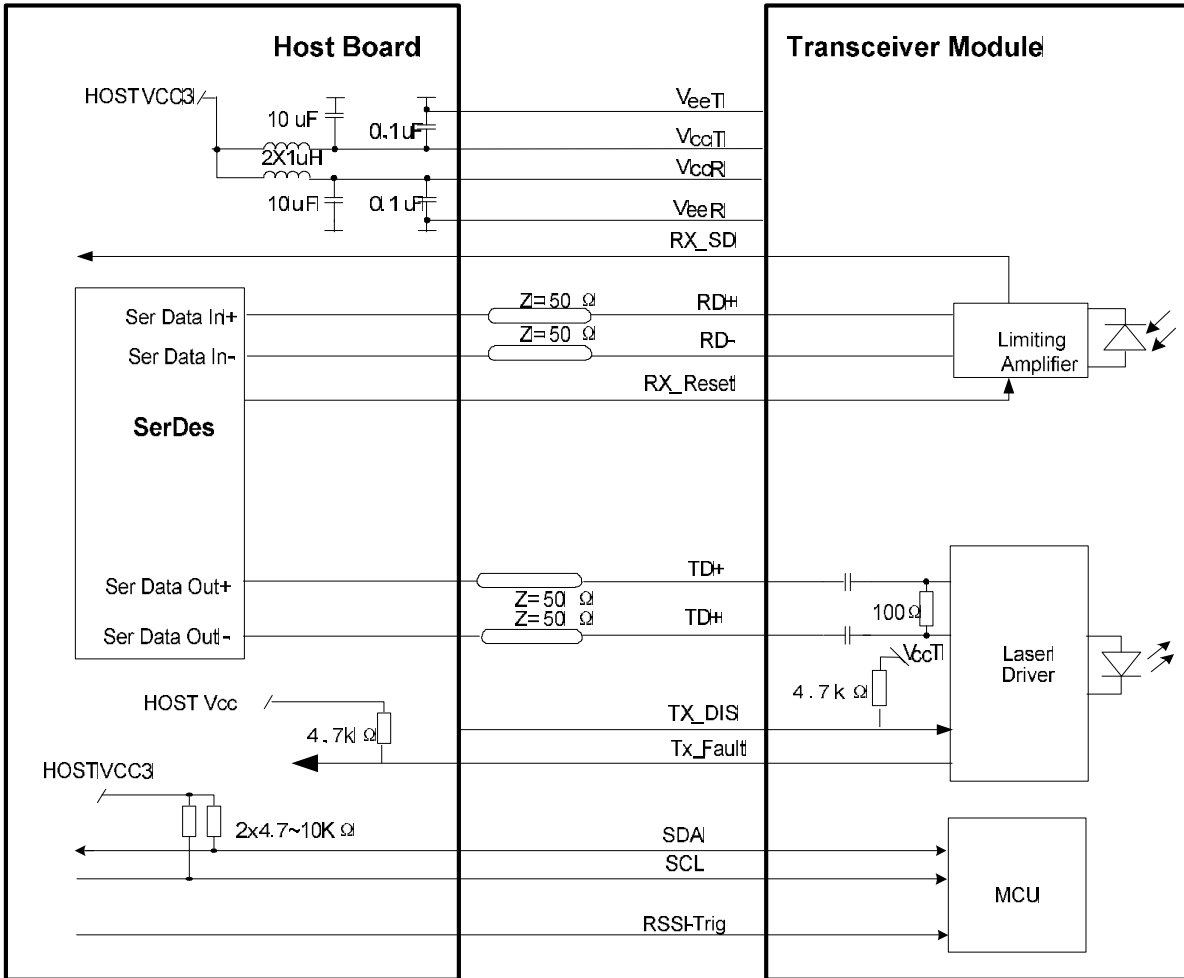 Host Board
Transceiver Module
HOST VCC3
10 uF
0.1uF
2X1uH
10uF
0.1 uF
VeeT
VccT
VccR
VeeR
RX_SD
Z=50 Ω
RD+
Z=50 Ω
RD-
Ser Data In+
Ser Data In-
RX_Reset
SerDes
Limiting
Amplifier
Ser Data Out+
Ser Data Out-
TD+
Z=50 Ω
Z=50 Ω
TD+
100Ω
VccT
4.7k Ω
Laser
Driver
HOST Vcc
4.7k Ω
TX_DIS
Tx_Fault
HOST VCC3
2x4.7~10K Ω
SDA
SCL
RSSI-Trig
MCU